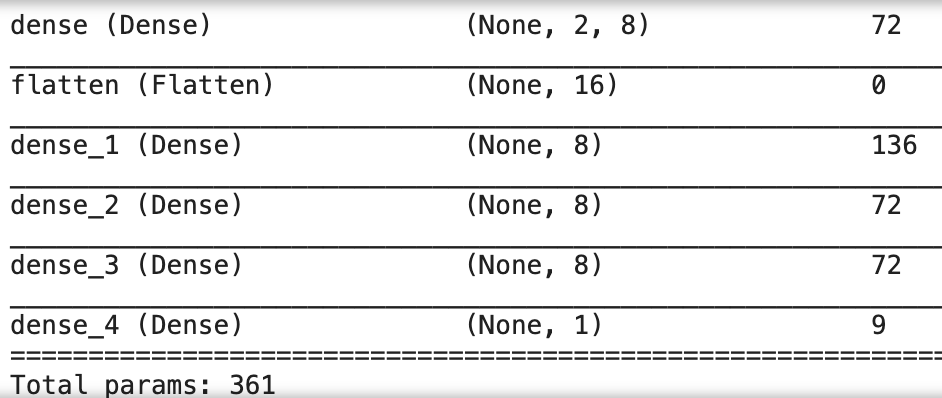 dense (Dense) (None, 2, 8) 72
flatten (Flatten) (None, 16) 0
dense_1 (Dense) (None, 8) 136
dense_2 (Dense) (None, 8) 72
dense_3 (Dense) (None, 8) 72
dense_4 (Dense) (None, 1) 9
Total params: 361